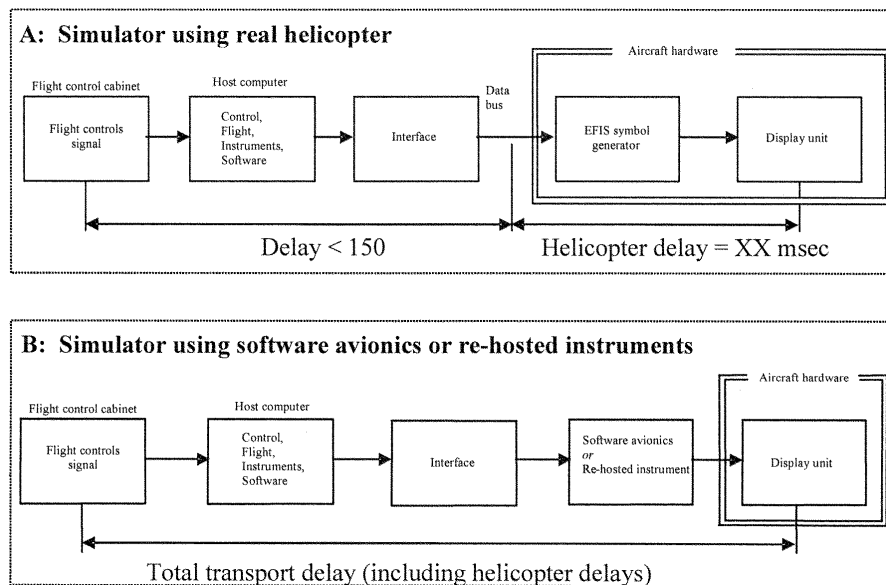 A: Simulator using real helicopter
Aircraft hardware
Flight control cabinet
Host computer
Data
bus
Flight controls
signal
Control,
Flight,
Instruments,
Software
Interface
EFIS symbol
generator
Display unit
Delay < 150
Helicopter delay = XX msec
B: Simulator using software avionics or re-hosted instruments
Aircraft hardware
Flight control cabinet
Host computer
Flight controls
signal
Control,
Flight,
Instruments,
Software
Interface
Software avionics
or
Re-hosted instrument
Display unit
Total transport delay (including helicopter delays)